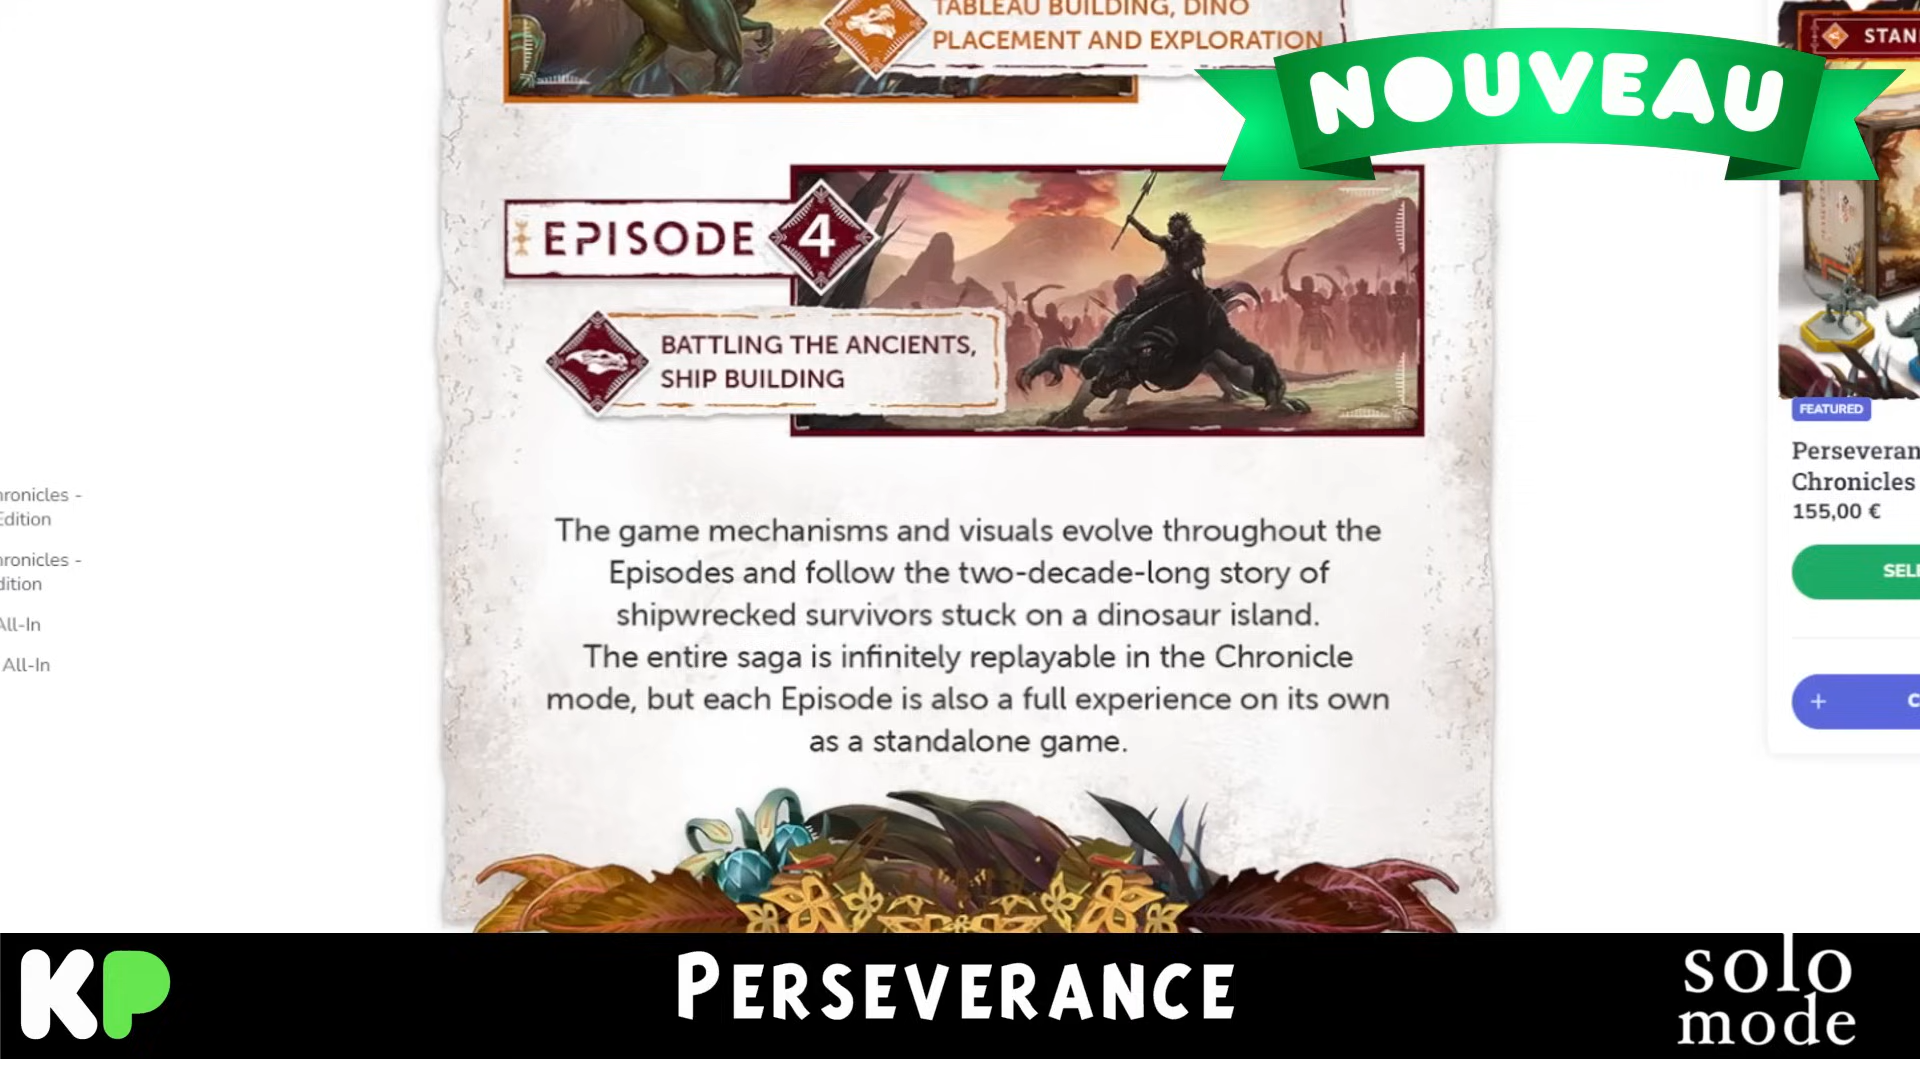 TABLEAU BUILDING, DINO
PLACEMENT AND EXPLORATION
NOUVEAU
EPISODE 4
BATTLING THE ANCIENTS,
SHIP BUILDING
The game mechanisms and visuals evolve throughout the
Episodes and follow the two-decade-long story of
shipwrecked survivors stuck on a dinosaur island.
The entire saga is infinitely replayable in the Chronicle
mode, but each Episode is also a full experience on its own
as a standalone game.
hronicles -
Edition
hronicles -
dition
All-In
All-In
STAN
FEATURED
Perseveran
Chronicles
155,00 €
SELE
+ C
KP
PERSEVERANCE
solo
mode